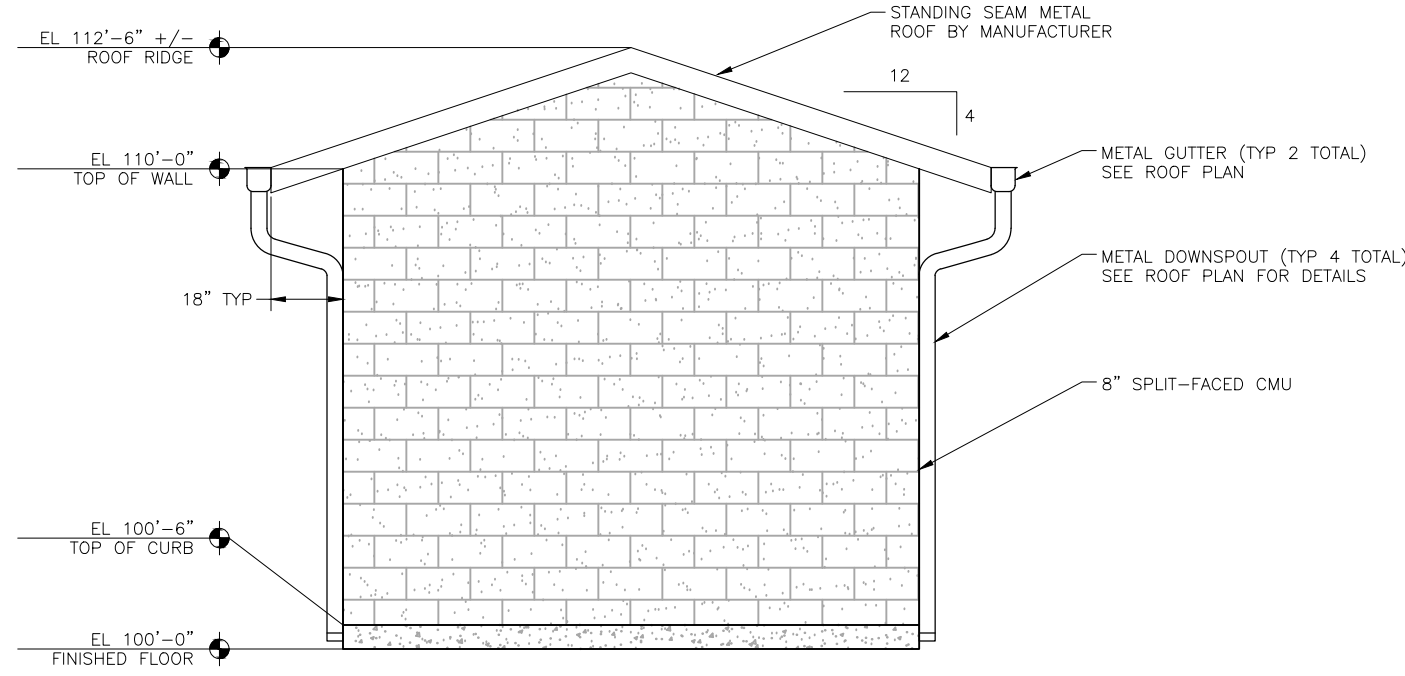 EL 112’-6” +/-
ROOF RIDGE
STANDING SEAM METAL
ROOF BY MANUFACTURER
12
4
EL 110’-0”
TOP OF WALL
METAL GUTTER (TYP 2 TOTAL)
SEE ROOF PLAN
METAL DOWNSPOUT (TYP 4 TOTAL)
SEE ROOF PLAN FOR DETAILS
18” TYP
8” SPLIT-FACED CMU
EL 100’-6”
TOP OF CURB
EL 100’-0”
FINISHED FLOOR